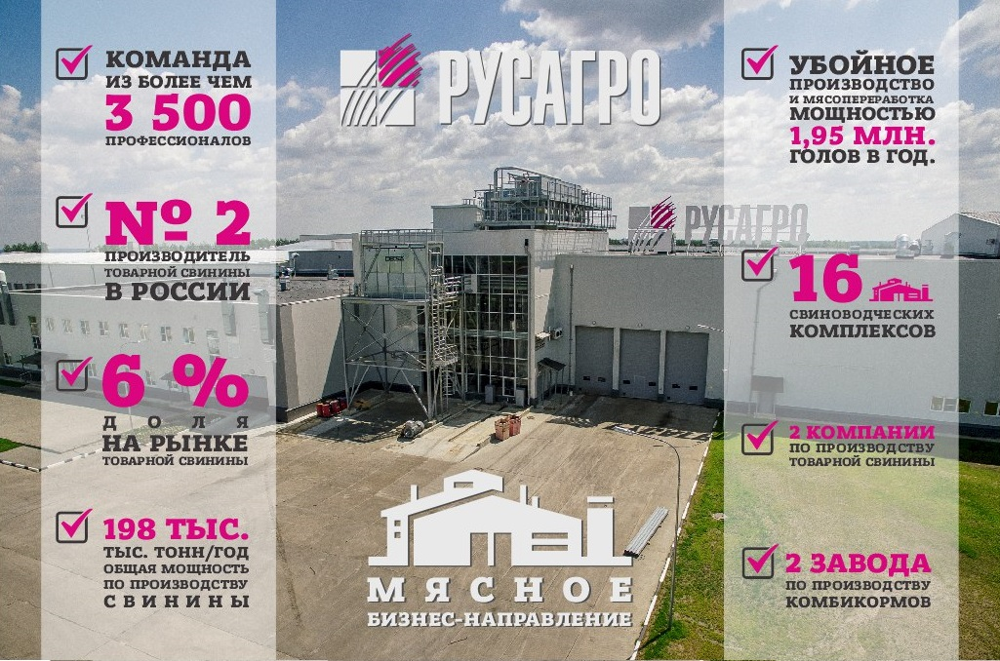 КОМАНДА
ИЗ БОЛЕЕ ЧЕМ
3 500
ПРОФЕССИОНАЛОВ
№ 2
ПРОИЗВОДИТЕЛЬ
ТОВАРНОЙ СВИНИНЫ
В РОССИИ
6 %
ДОЛЯ
НА РЫНКЕ
ТОВАРНОЙ СВИНИНЫ
198 ТЫС.
ТЫС. ТОНН/ГОД
ОБЩАЯ МОЩНОСТЬ
ПО ПРОИЗВОДСТВУ
СВИНИНЫ
РУСАГРО
РУСАГРО
МЯСНОЕ
БИЗНЕС-НАПРАВЛЕНИЕ
УБОЙНОЕ
ПРОИЗВОДСТВО
И МЯСОПЕРЕРАБОТКА
МОЩНОСТЬЮ
1,95 МЛН.
ГОЛОВ В ГОД.
16
СВИНОВОДЧЕСКИХ
КОМПЛЕКСОВ
2 КОМПАНИИ
ПО ПРОИЗВОДСТВУ
ТОВАРНОЙ СВИНИНЫ
2 ЗАВОДА
ПО ПРОИЗВОДСТВУ
КОМБИКОРМОВ